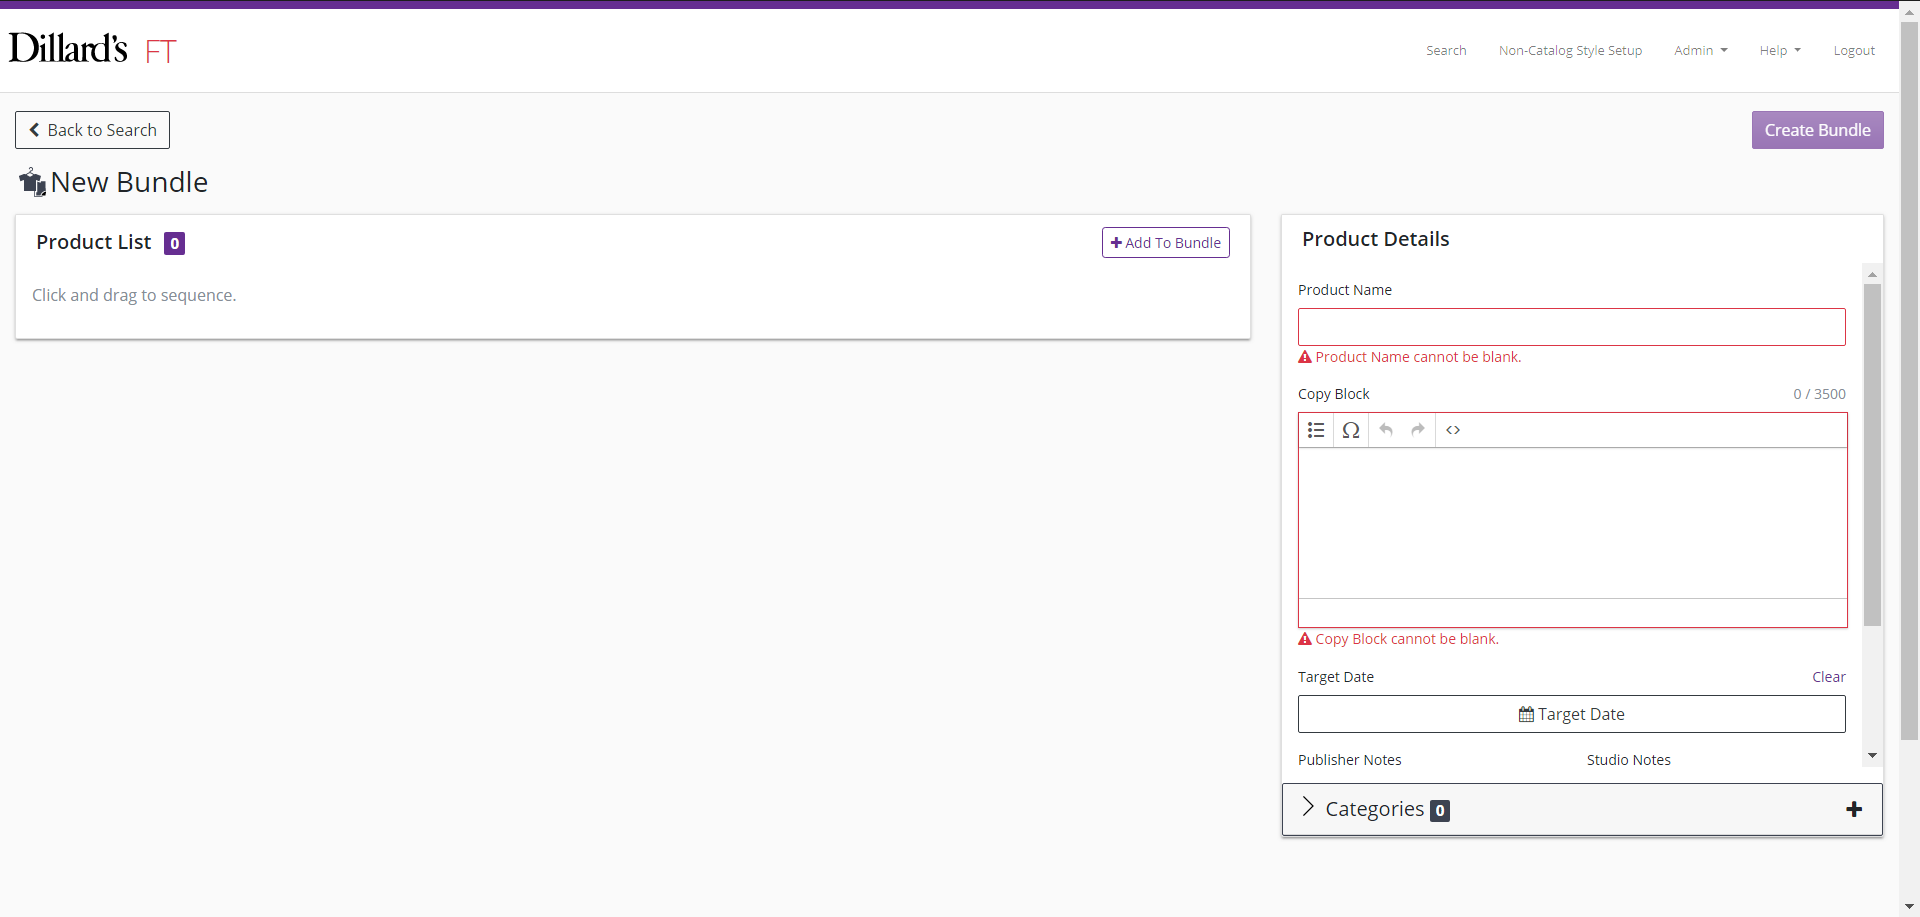 Dillard's FT
Search Non-Catalog Style Setup Admin Help Logout
Back to Search
Create Bundle
New Bundle
Product List 0
Add To Bundle
Click and drag to sequence.
Product Details
Product Name
Product Name cannot be blank.
Copy Block 0 / 3500
Copy Block cannot be blank.
Target Date Clear
Target Date
Publisher Notes Studio Notes
Categories 0